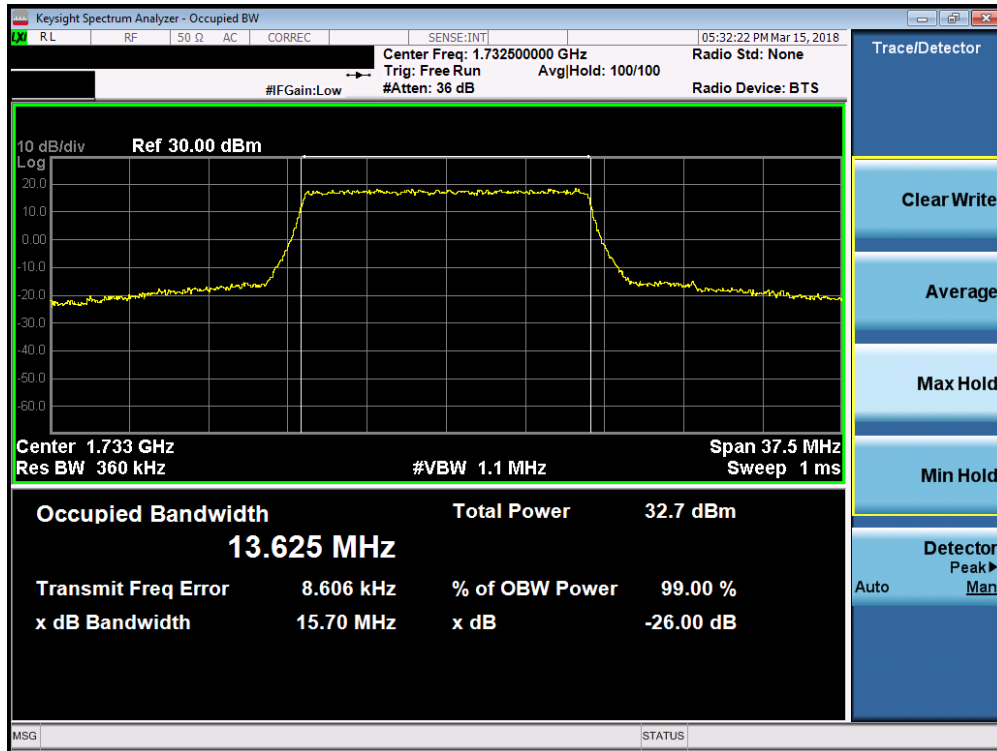 Keysight Spectrum Analyzer - Occupied BW
LXI RL RF 50 Ω AC CORREC SENSE:INT 05:32:22 PM Mar 15, 2018
Center Freq: 1.732500000 GHz Radio Std: None
Trig: Free Run Avg|Hold: 100/100
#IFGain:Low #Atten: 36 dB Radio Device: BTS
Trace/Detector
10 dB/div Ref 30.00 dBm
Log
20.0
10.0
0.00
-10.0
-20.0
-30.0
-40.0
-50.0
-60.0
Center 1.733 GHz Span 37.5 MHz
Res BW 360 kHz #VBW 1.1 MHz Sweep 1 ms
Occupied Bandwidth Total Power 32.7 dBm
13.625 MHz
Transmit Freq Error 8.606 kHz % of OBW Power 99.00 %
x dB Bandwidth 15.70 MHz x dB -26.00 dB
Clear Write
Average
Max Hold
Min Hold
Detector
Peak▶
Auto Man
MSG STATUS